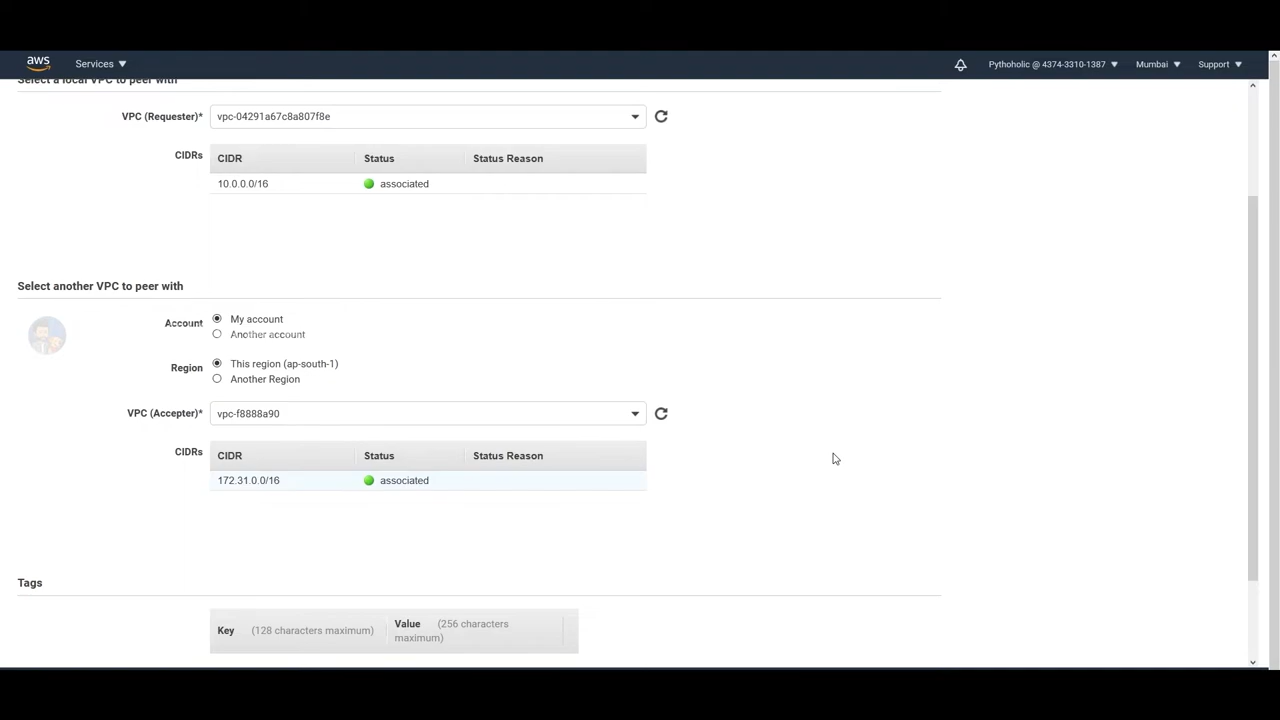 aws Services Pythoholic @ 4374-3310-1387 Mumbai Support
Select a local VPC to peer with
VPC (Requester)* vpc-04291a67c8a807f8e
CIDRs
CIDR Status Status Reason
10.0.0.0/16 associated
Select another VPC to peer with
Account My account
Another account
Region This region (ap-south-1)
Another Region
VPC (Accepter)* vpc-f8888a90
CIDRs
CIDR Status Status Reason
172.31.0.0/16 associated
Tags
Key (128 characters maximum) Value (256 characters
maximum)